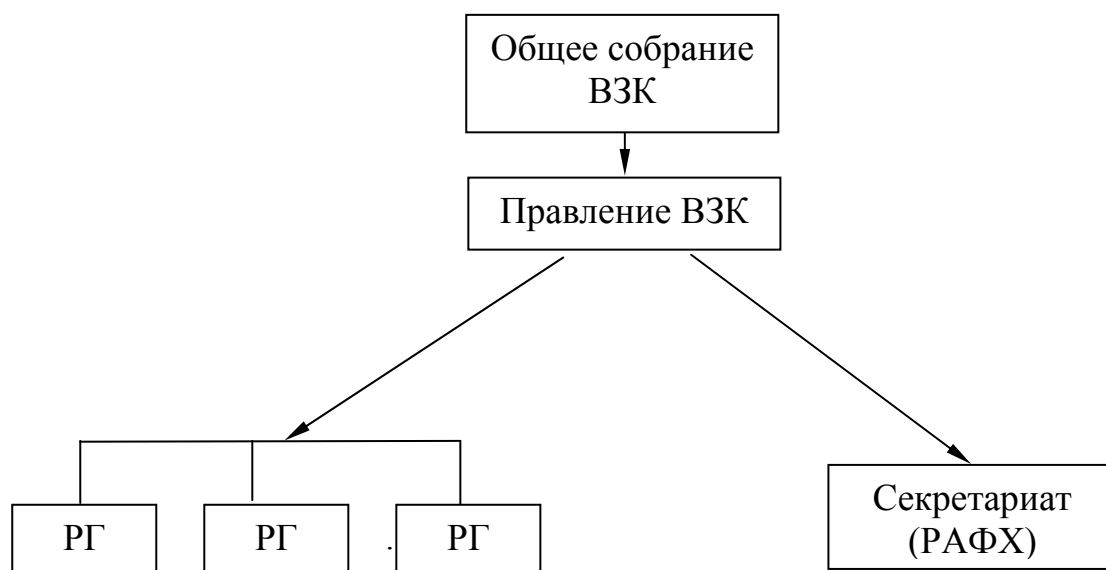 Общее собрание
ВЗК
Правление ВЗК
РГ
РГ
.
РГ
Секретариат
(РАФХ)